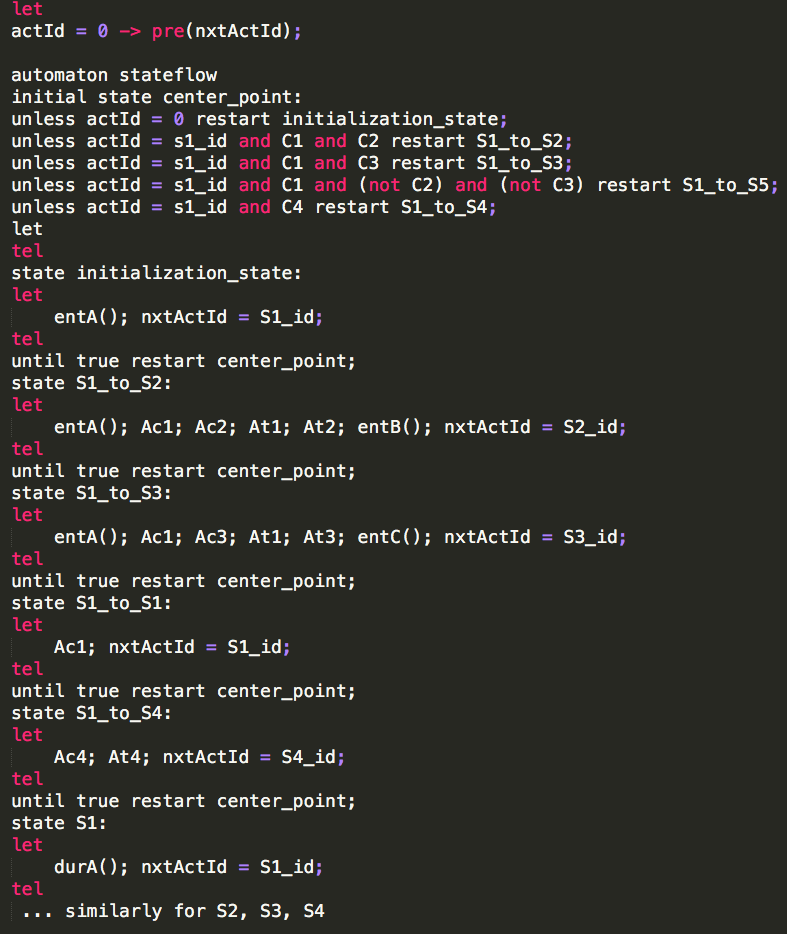 let
actId = 0 -> pre(nxtActId);
automaton stateflow
initial state center_point:
unless actId = 0 restart initialization_state;
unless actId = s1_id and C1 and C2 restart S1_to_S2;
unless actId = s1_id and C1 and C3 restart S1_to_S3;
unless actId = s1_id and C1 and (not C2) and (not C3) restart S1_to_S5;
unless actId = s1_id and C4 restart S1_to_S4;
let
tel
state initialization_state:
let
entA(); nxtActId = S1_id;
tel
until true restart center_point;
state S1_to_S2:
let
entA(); Ac1; Ac2; At1; At2; entB(); nxtActId = S2_id;
tel
until true restart center_point;
state S1_to_S3:
let
entA(); Ac1; Ac3; At1; At3; entC(); nxtActId = S3_id;
tel
until true restart center_point;
state S1_to_S1:
let
Ac1; nxtActId = S1_id;
tel
until true restart center_point;
state S1_to_S4:
let
Ac4; At4; nxtActId = S4_id;
tel
until true restart center_point;
state S1:
let
durA(); nxtActId = S1_id;
tel
... similarly for S2, S3, S4